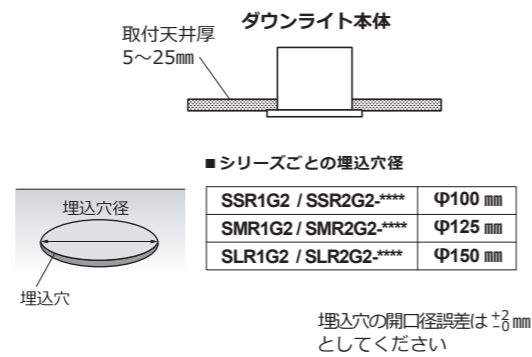 ダウンライト本体
取付天井厚
5〜25㎜
■シリーズごとの埋込穴径
埋込穴径
埋込穴
SSR1G2 / SSR2G2-**** Φ100 ㎜
SMR1G2 / SMR2G2-**** Φ125 ㎜
SLR1G2 / SLR2G2-**** Φ150 ㎜
埋込穴の開口径誤差は +2 -0 ㎜
としてください